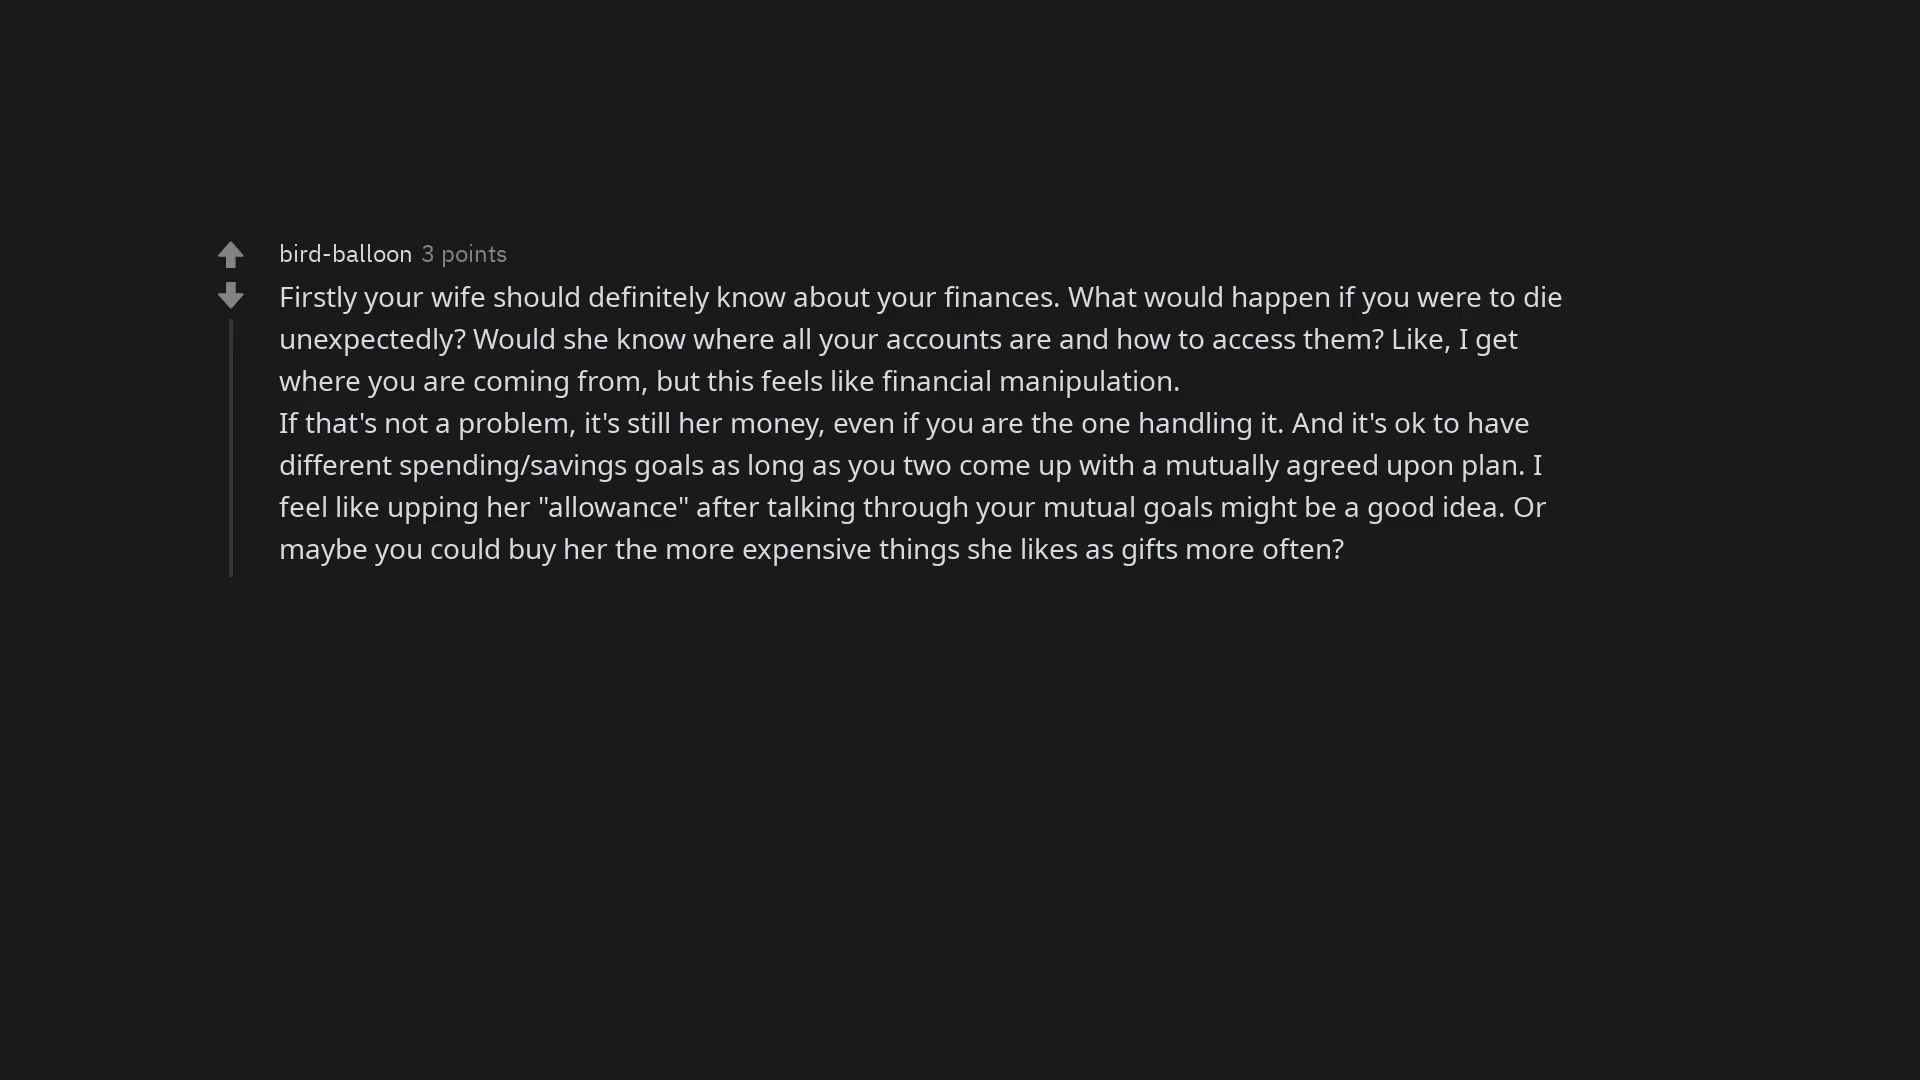 bird-balloon 3 points
Firstly your wife should definitely know about your finances. What would happen if you were to die
unexpectedly? Would she know where all your accounts are and how to access them? Like, I get
where you are coming from, but this feels like financial manipulation.
If that's not a problem, it's still her money, even if you are the one handling it. And it's ok to have
different spending/savings goals as long as you two come up with a mutually agreed upon plan. I
feel like upping her "allowance" after talking through your mutual goals might be a good idea. Or
maybe you could buy her the more expensive things she likes as gifts more often?